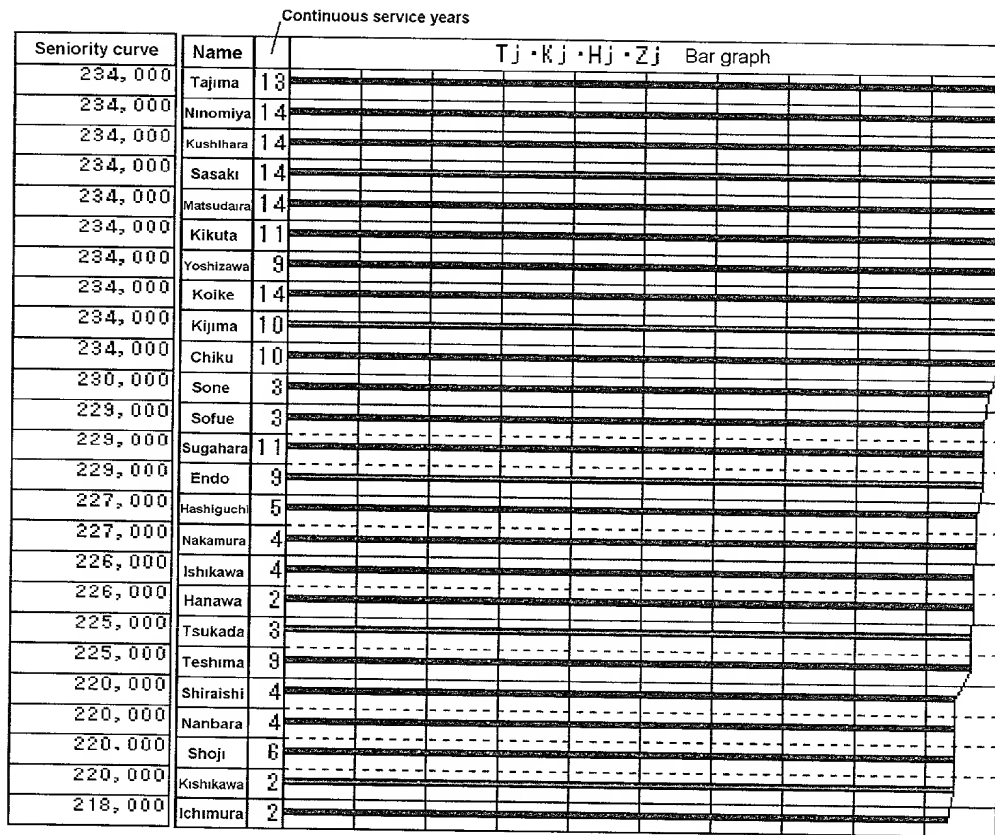 Continuous service years
Seniority curve Name Tj・Kj・Hj・Zj Bar graph
234,000 Tajima 13
234,000 Ninomiya 14
234,000 Kushihara 14
234,000 Sasaki 14
234,000 Matsudaira 14
234,000 Kikuta 11
234,000 Yoshizawa 9
234,000 Koike 14
234,000 Kijima 10
234,000 Chiku 10
230,000 Sone 3
229,000 Sofue 3
229,000 Sugahara 11
229,000 Endo 9
227,000 Hashiguchi 5
227,000 Nakamura 4
226,000 Ishikawa 4
226,000 Hanawa 2
225,000 Tsukada 3
225,000 Teshima 9
220,000 Shiraishi 4
220,000 Nanbara 4
220.000 Shoji 6
220,000 Kishikawa 2
218,000 Ichimura 2